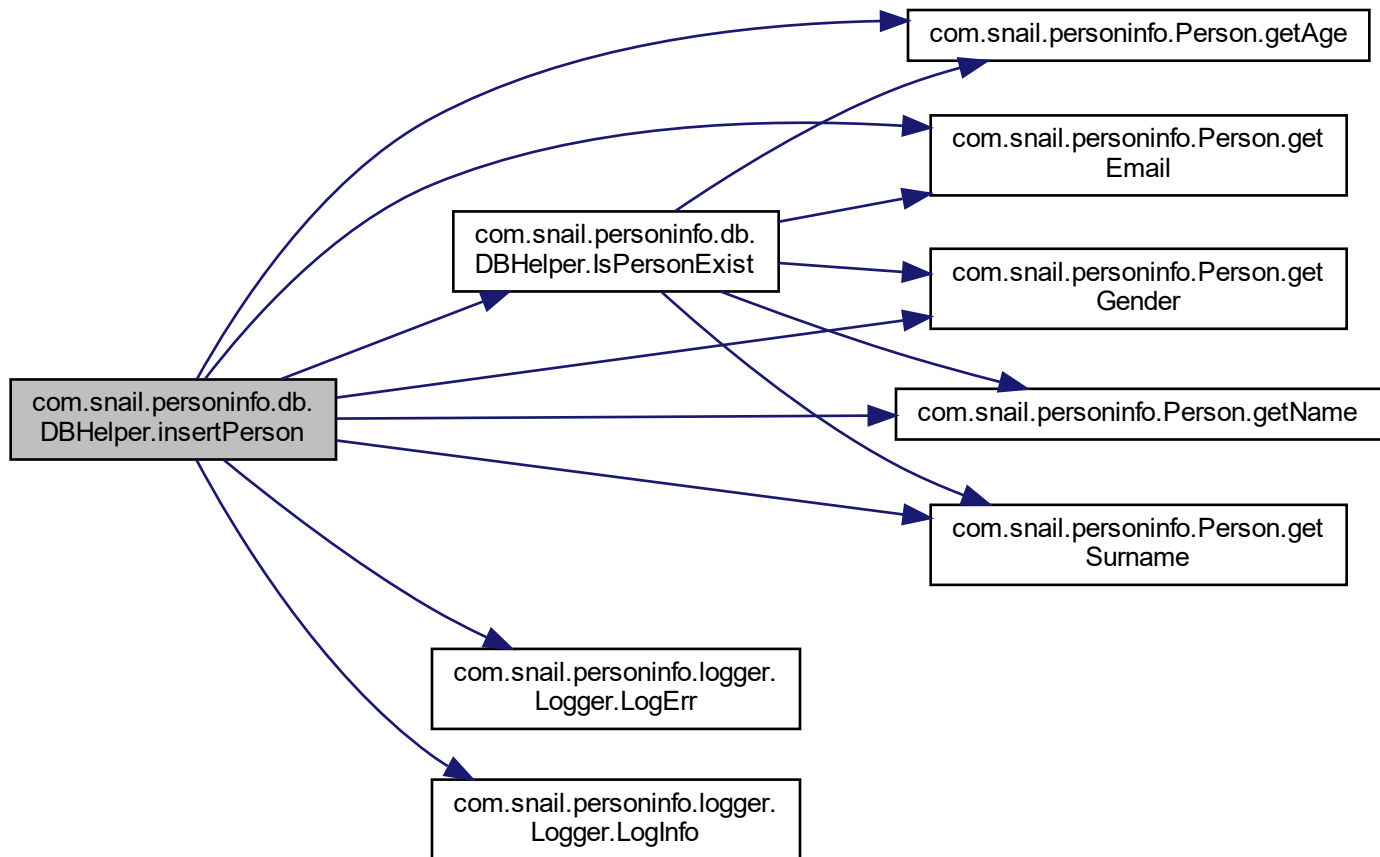 com.snail.personinfo.Person.getAge
com.snail.personinfo.Person.get
Email
com.snail.personinfo.db.
DBHelper.IsPersonExist
com.snail.personinfo.Person.get
Gender
com.snail.personinfo.db.
DBHelper.insertPerson
com.snail.personinfo.Person.getName
com.snail.personinfo.Person.get
Surname
com.snail.personinfo.logger.
Logger.LogErr
com.snail.personinfo.logger.
Logger.LogInfo